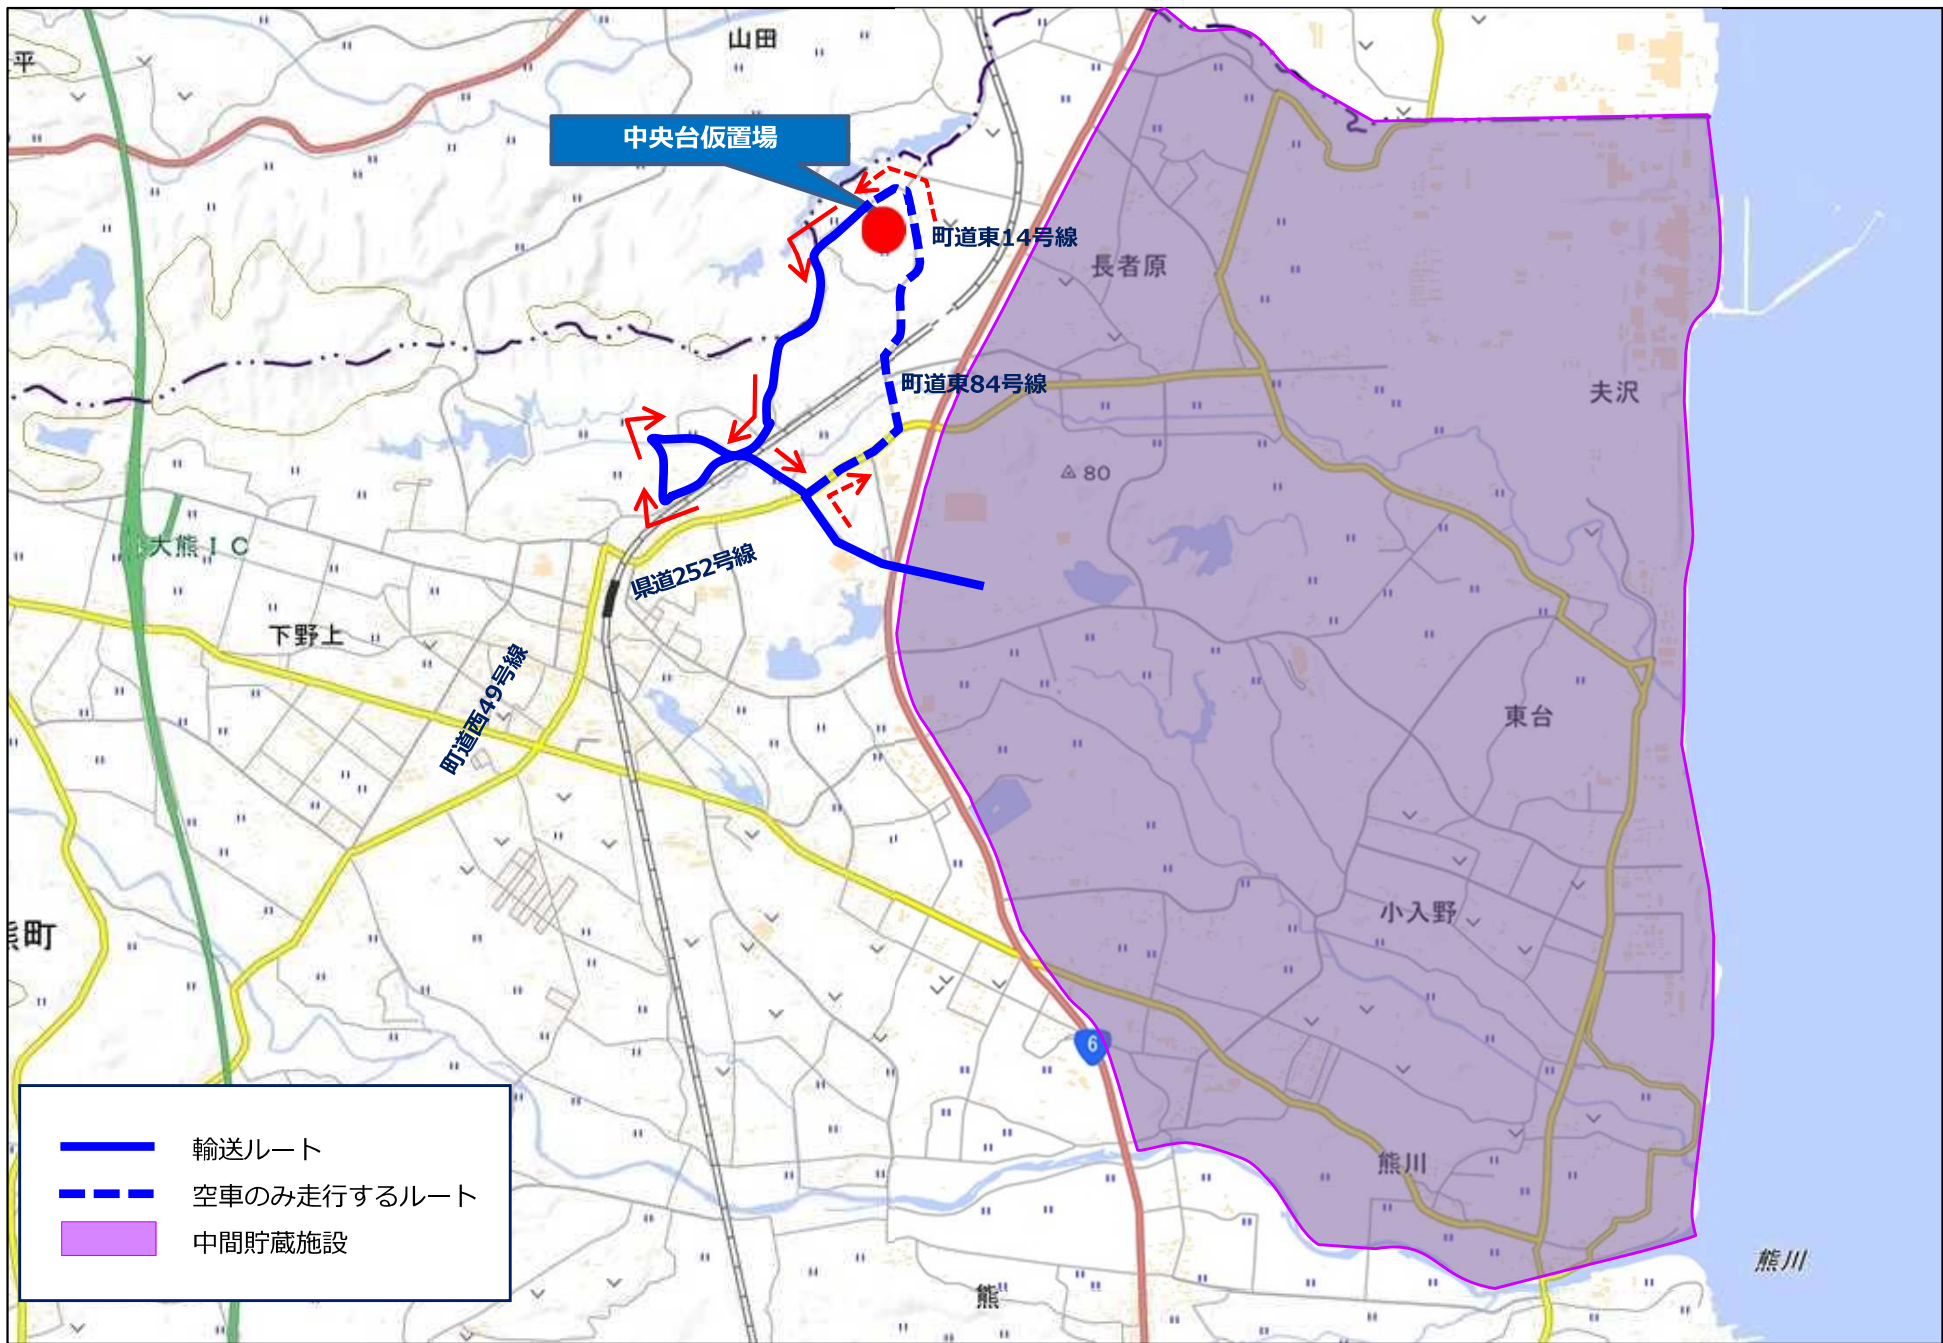 山田
平
中央台仮置場
町道東14号線
長者原
町道東84号線
夫沢
80
大熊IC
県道252号線
下野上
町道西49号線
東台
小入野
熊町
6
輸送ルート
熊川
空車のみ走行するルート
中間貯蔵施設
熊川
熊